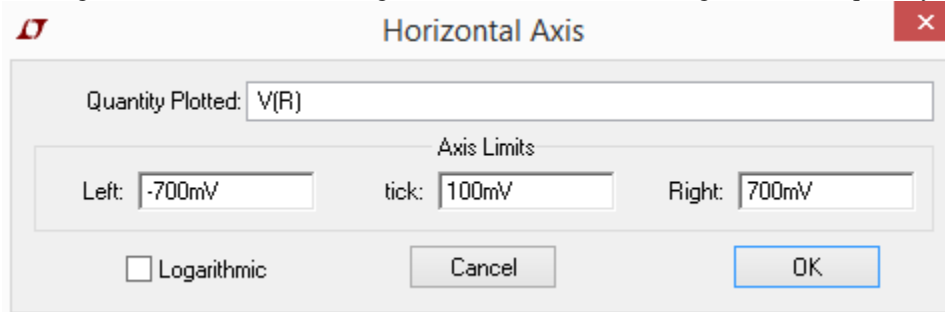 Horizontal Axis
Quantity Plotted: V(R)
Axis Limits
Left: -700mV tick: 100mV Right: 700mV
Logarithmic Cancel OK